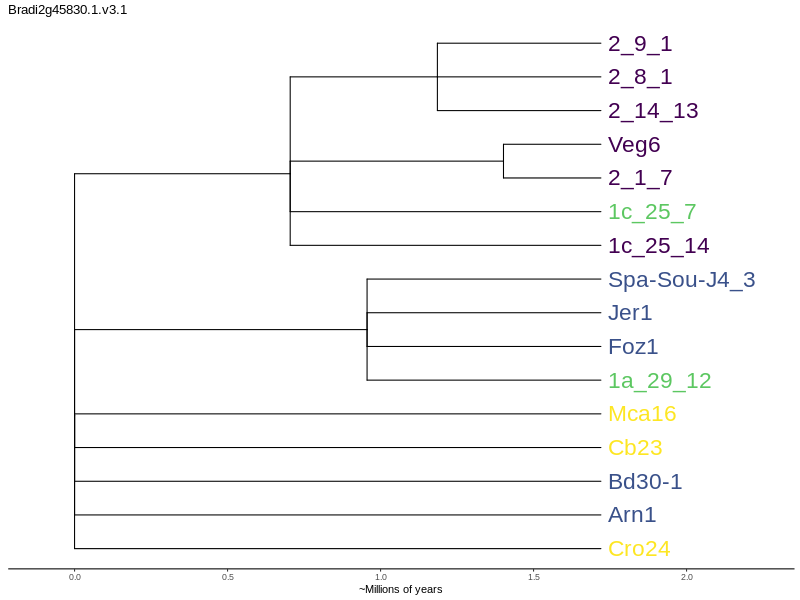 Bradi2g45830.1.v3.1
2_9_1
2_8_1
2_14_13
Veg6
2_1_7
1c_25_7
1c_25_14
Spa-Sou-J4_3
Jer1
Foz1
1a_29_12
Mca16
Cb23
Bd30-1
Arn1
Cro24
0.0 0.5 1.0 1.5 2.0
~Millions of years